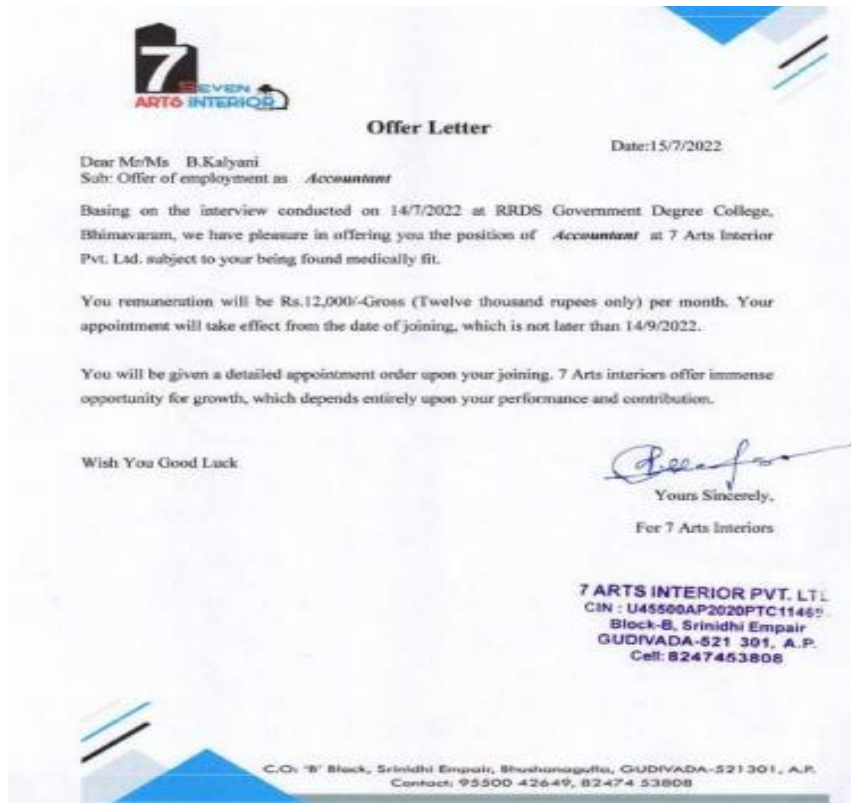 7
SEVEN
ARTS INTERIOR
Offer Letter
Date:15/7/2022
Dear Mr/Ms B.Kalyani
Sub: Offer of employment as Accountant
Basing on the interview conducted on 14/7/2022 at RRDS Government Degree College,
Bhimavaram, we have pleasure in offering you the position of Accountant at 7 Arts Interior
Pvt. Ltd. subject to your being found medically fit.
You remuneration will be Rs.12,000/-Gross (Twelve thousand rupees only) per month. Your
appointment will take effect from the date of joining, which is not later than 14/9/2022.
You will be given a detailed appointment order upon your joining. 7 Arts interiors offer immense
opportunity for growth, which depends entirely upon your performance and contribution.
Wish You Good Luck
Yours Sincerely,
For 7 Arts Interiors
7 ARTS INTERIOR PVT. LT
CIN : U45500AP2020PTC11469
Block-B, Srinidhi Empair
GUDIVADA-521 301, A.P.
Cell: 8247453808
C.O: 'B' Block, Srinidhi Empair, Bhushanagulla, GUDIVADA-521301, A.P.
Contact: 95500 42649, 82474 53808